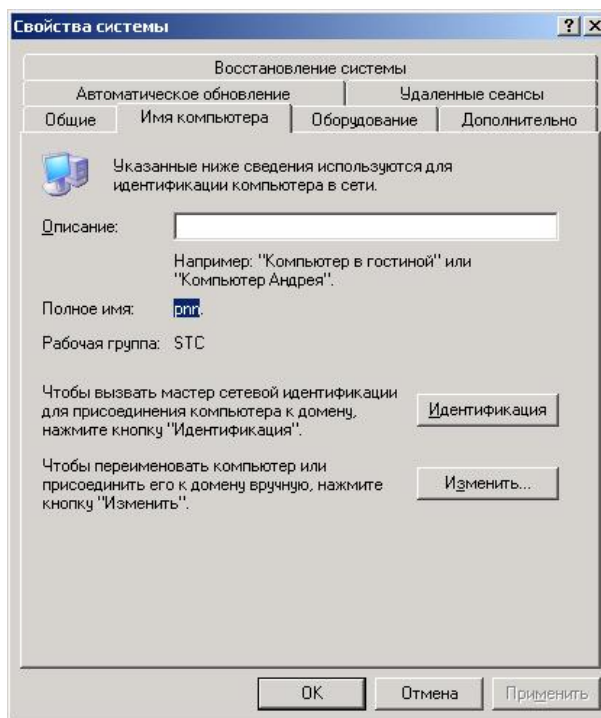 Свойства системы
Восстановление системы
Автоматическое обновление Удаленные сеансы
Общие Имя компьютера Оборудование Дополнительно
Указанные ниже сведения используются для
идентификации компьютера в сети.
Описание:
Например: "Компьютер в гостиной" или
"Компьютер Андрея".
Полное имя: pnn.
Рабочая группа: STC
Чтобы вызвать мастер сетевой идентификации
для присоединения компьютера к домену,
нажмите кнопку "Идентификация".
Идентификация
Чтобы переименовать компьютер или
присоединить его к домену вручную, нажмите
кнопку "Изменить".
Изменить...
OK Отмена Применить